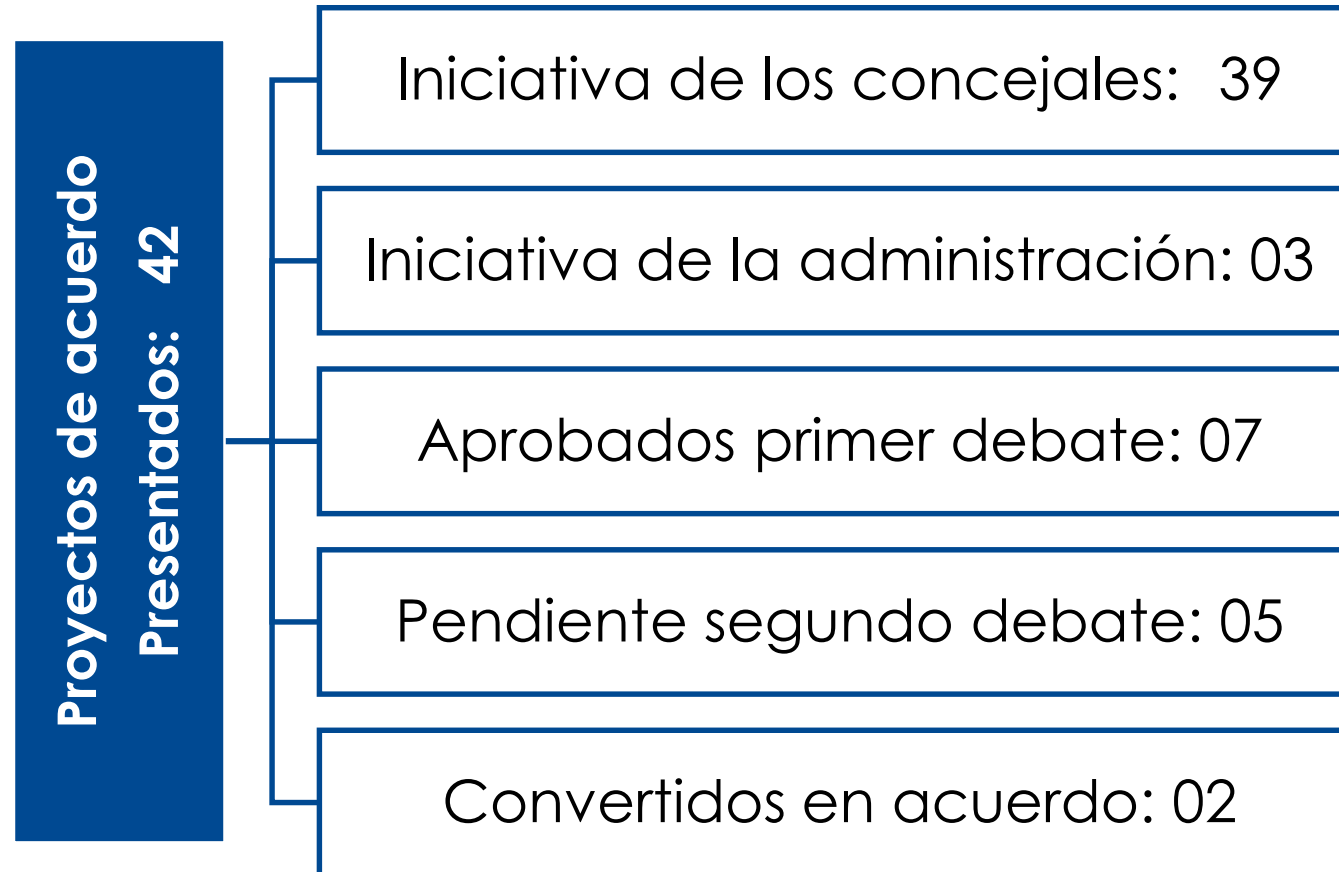 Proyectos de acuerdo
Presentados: 42
Iniciativa de los concejales: 39
Iniciativa de la administración: 03
Aprobados primer debate: 07
Pendiente segundo debate: 05
Convertidos en acuerdo: 02